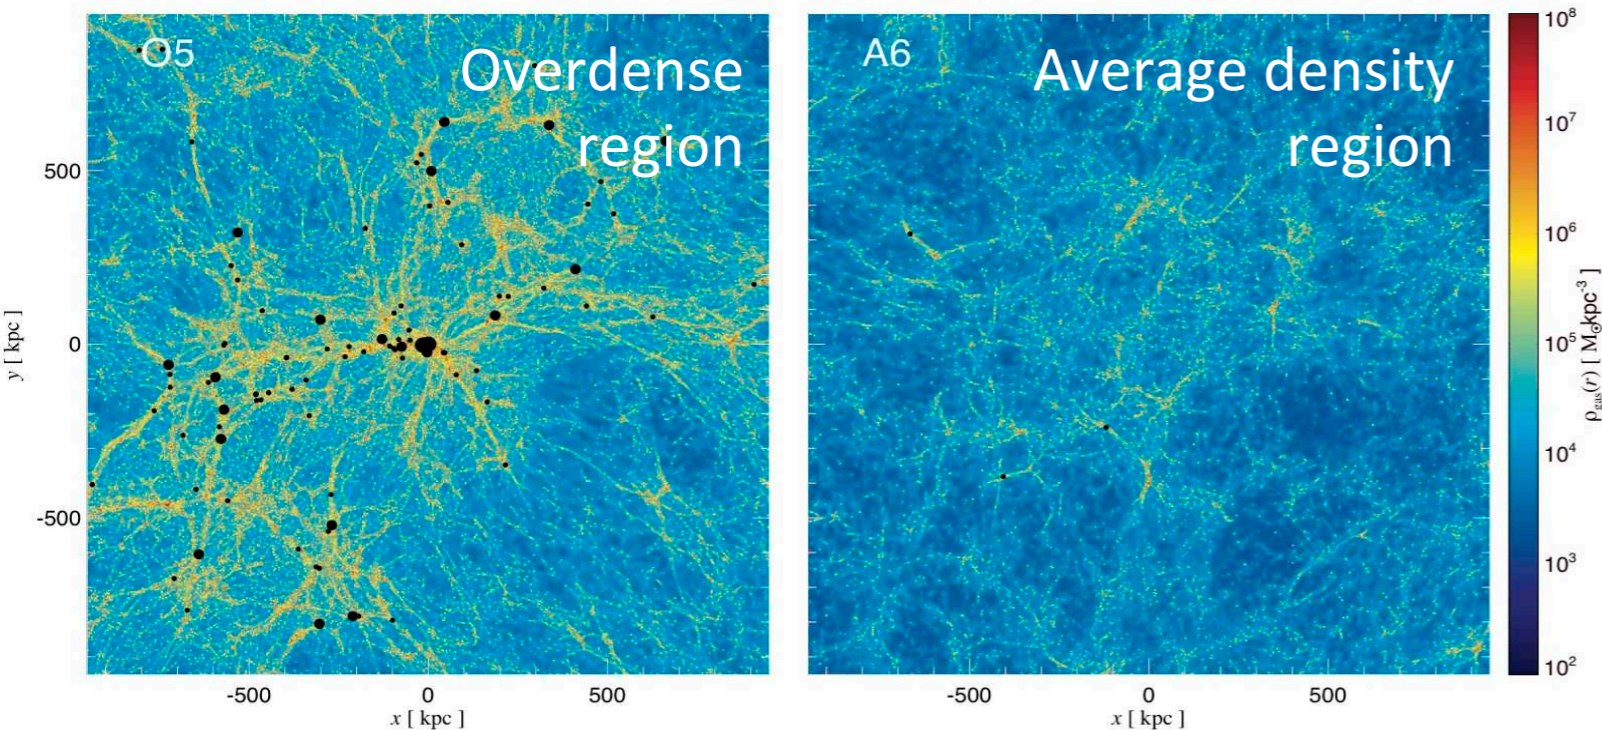 O5
Overdense
region
A6
Average density
region
500
0
-500
y [ kpc ]
-500 0 500
x [ kpc ]
-500 0 500
x [ kpc ]
10⁸
10⁷
10⁶
10⁵
10⁴
10³
10²
ρgas(r) [ M⊙kpc⁻³ ]